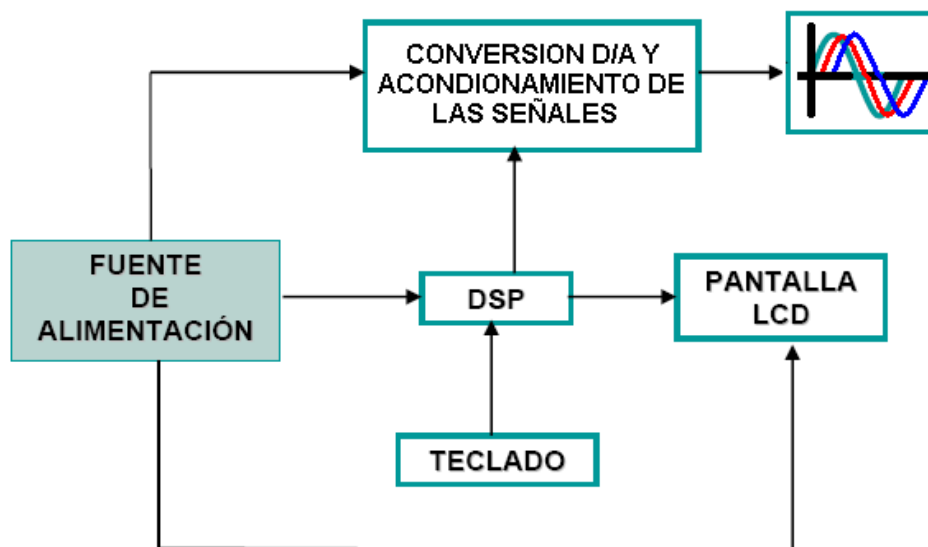 CONVERSION D/A Y
ACONDIONAMIENTO DE
LAS SEÑALES
FUENTE
DE
ALIMENTACIÓN
DSP
PANTALLA
LCD
TECLADO